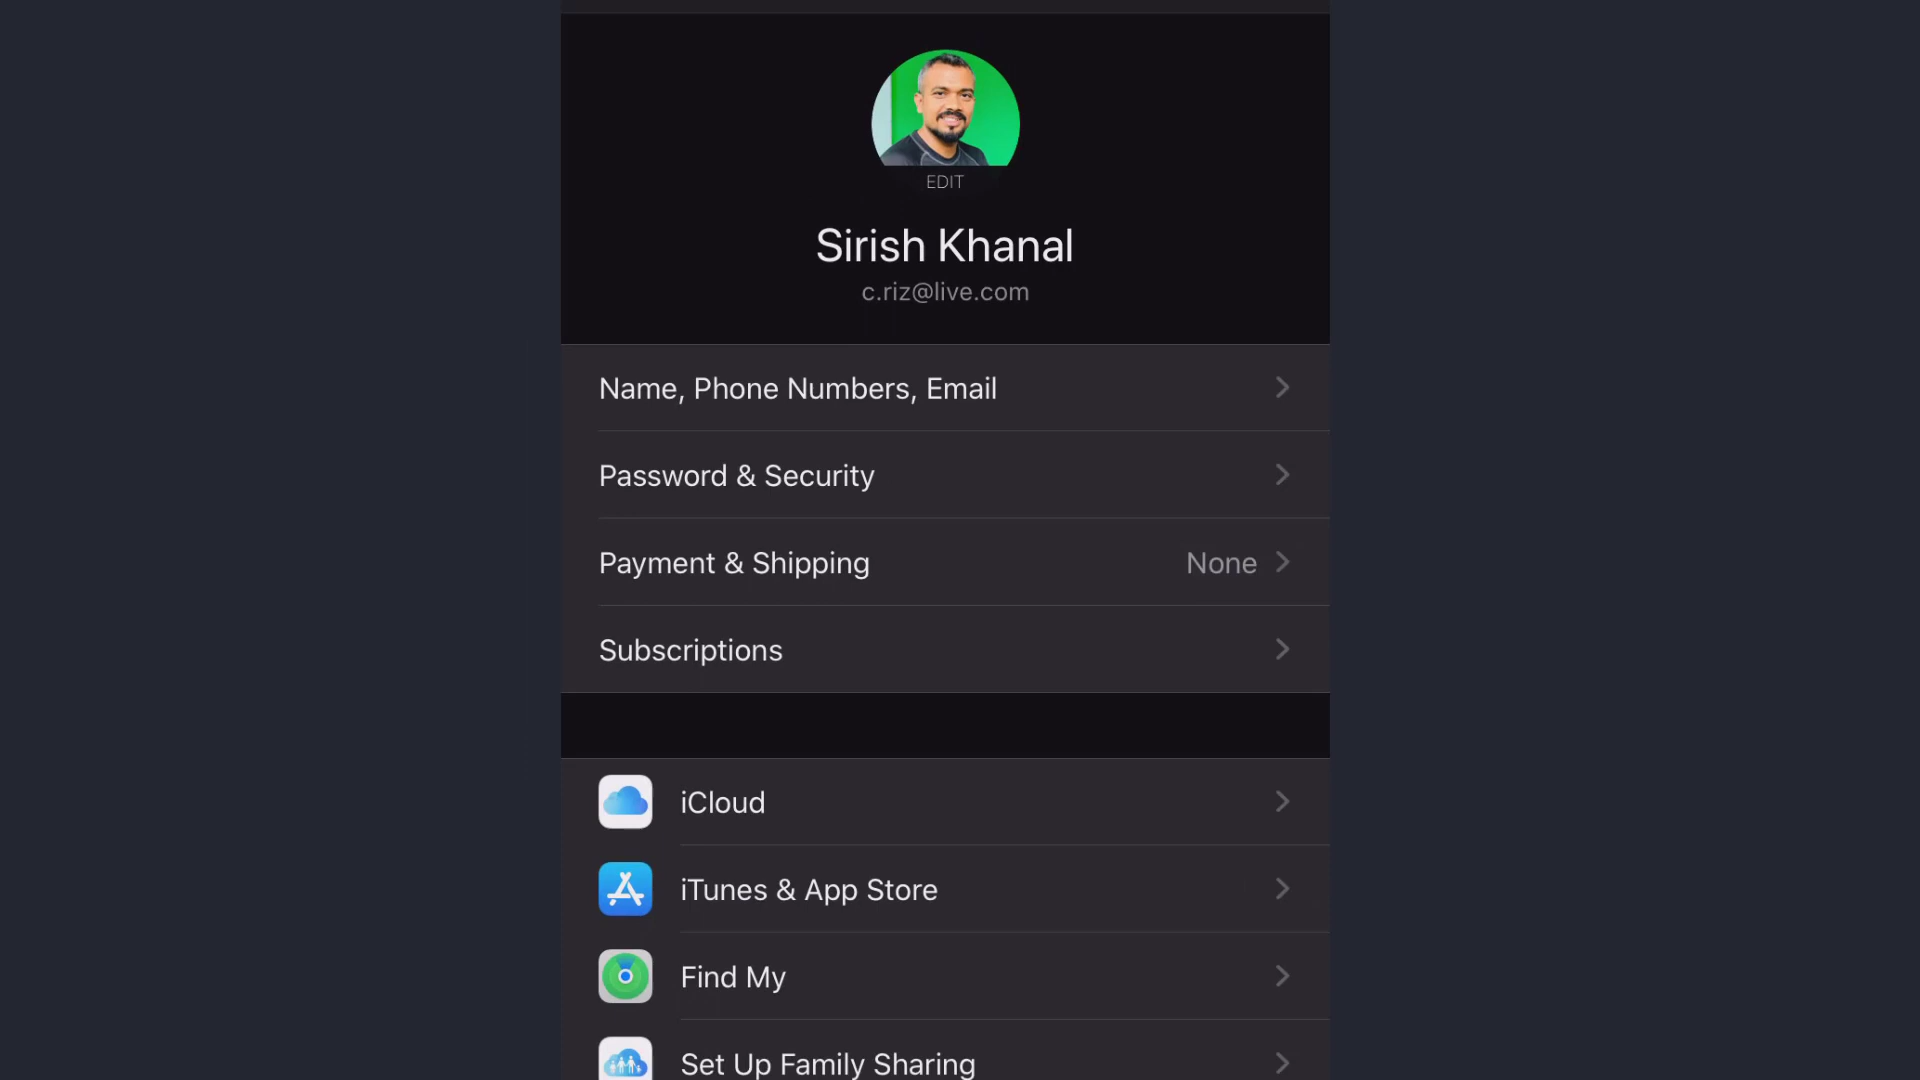 EDIT
Sirish Khanal
c.riz@live.com
Name, Phone Numbers, Email
Password & Security
Payment & Shipping None
Subscriptions
iCloud
iTunes & App Store
Find My
Set Up Family Sharing